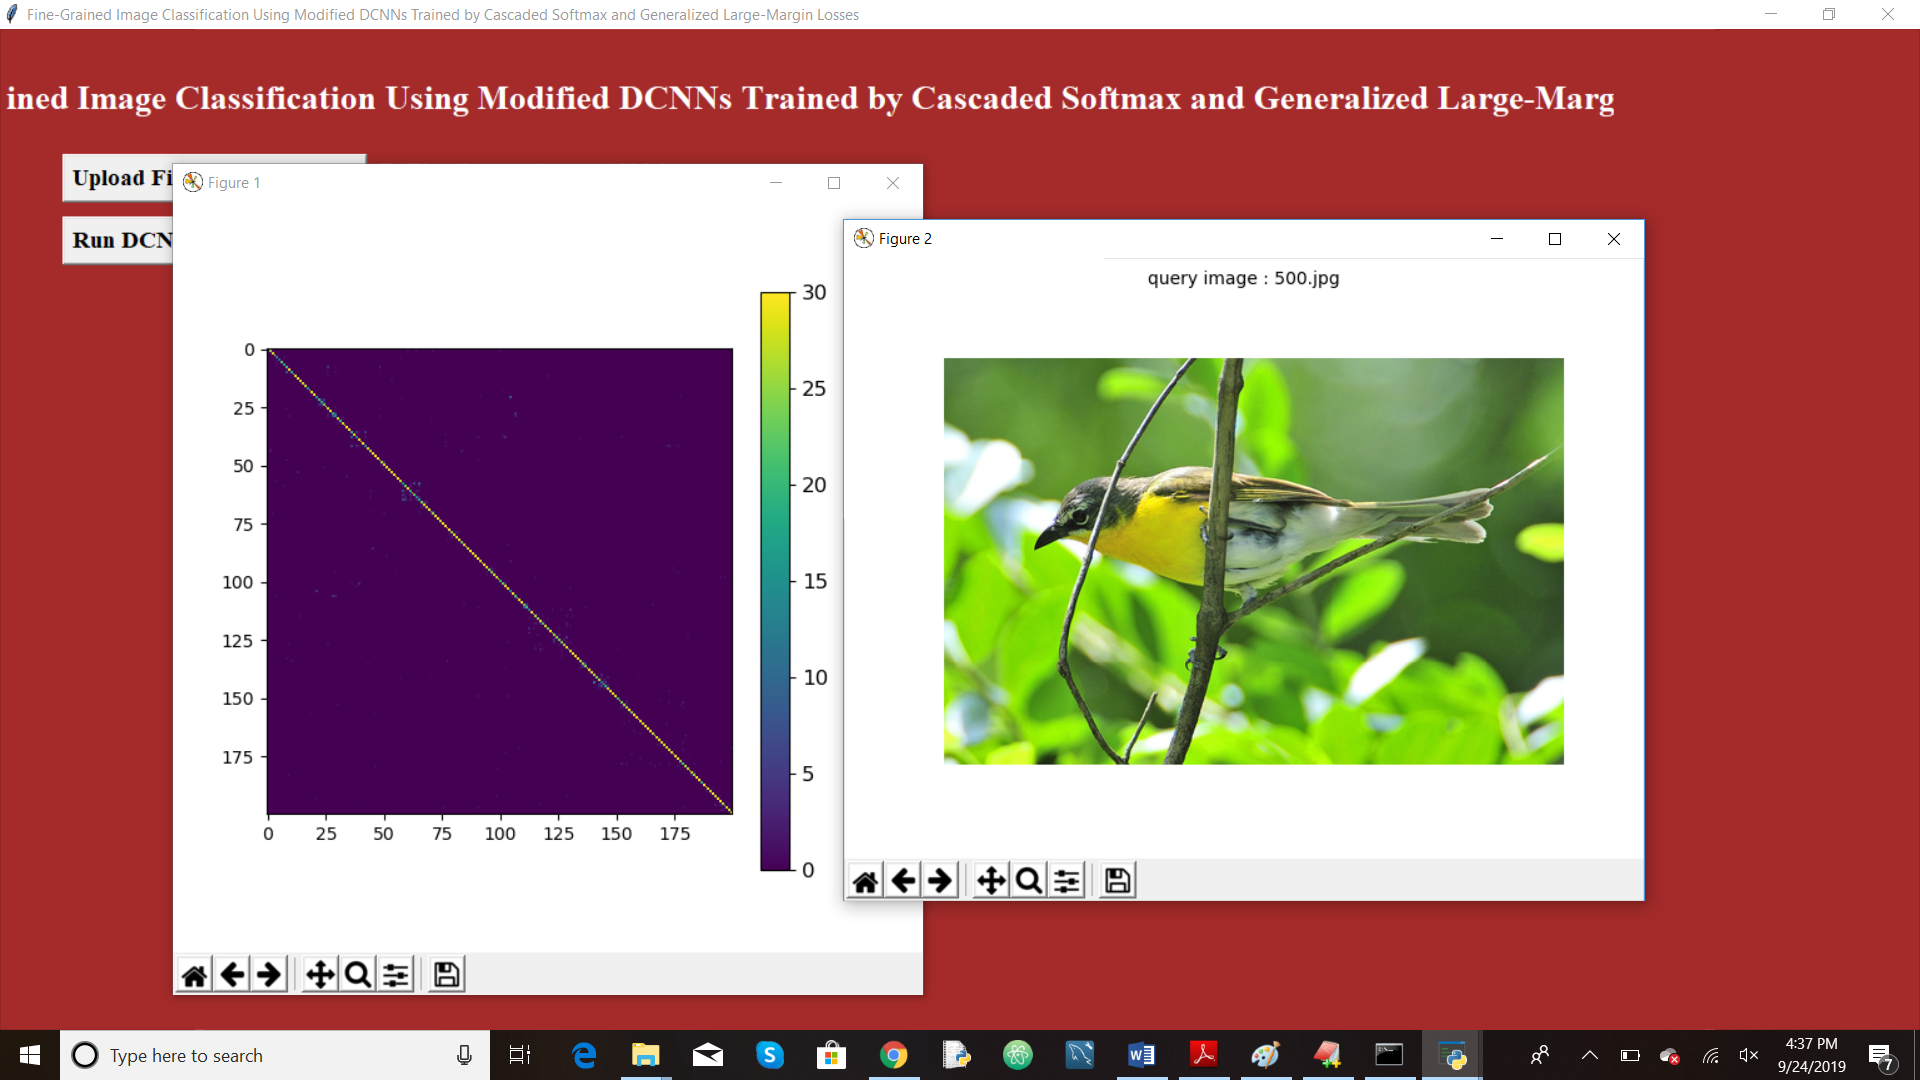 Fine-Grained Image Classification Using Modified DCNNs Trained by Cascaded Softmax and Generalized Large-Margin Losses
ined Image Classification Using Modified DCNNs Trained by Cascaded Softmax and Generalized Large-Marg
Upload Fi
Run DCN
Figure 1
30
25
20
15
10
5
0
0
25
50
75
100
125
150
175
0 25 50 75 100 125 150 175
Figure 2
query image : 500.jpg
Type here to search
4:37 PM
9/24/2019
7